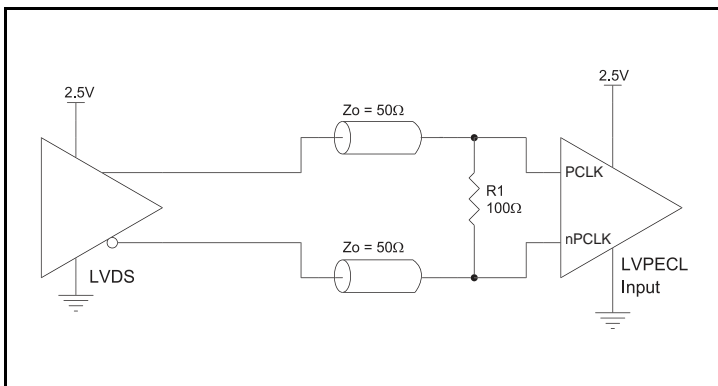 2.5V
2.5V
Zo = 50Ω
PCLK
R1
100Ω
Zo = 50Ω
nPCLK
LVDS
LVPECL
Input